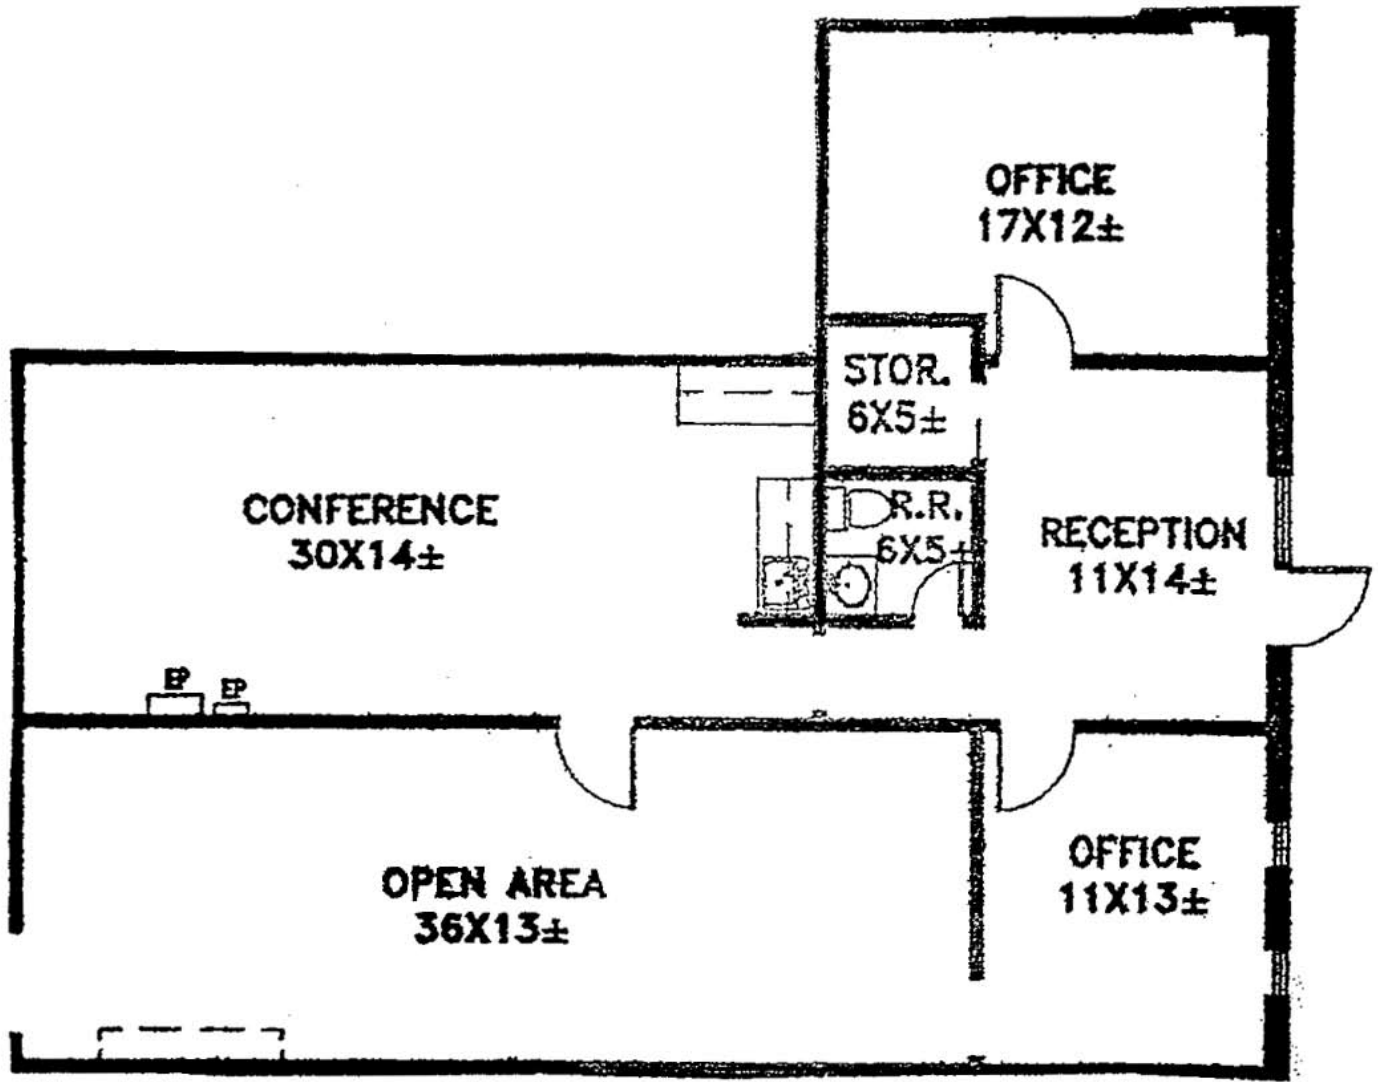 OFFICE
17X12±
STOR.
6X5±
CONFERENCE
30X14±
R.R.
6X5±
RECEPTION
11X14±
EP
EP
OFFICE
11X13±
OPEN AREA
36X13±